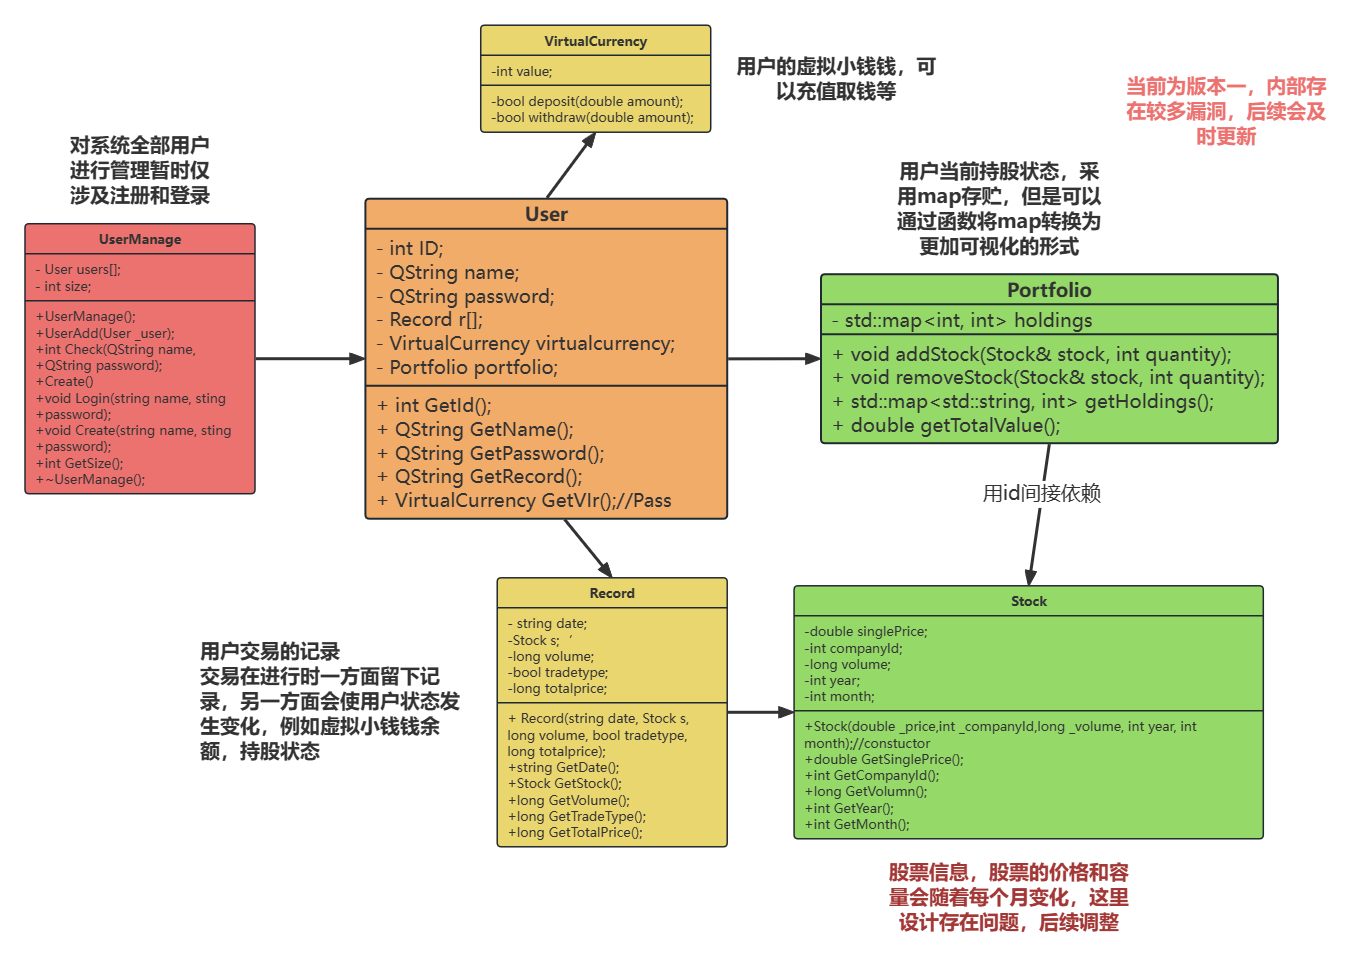 VirtualCurrency
-int value;
-bool deposit(double amount);
-bool withdraw(double amount);
用户的虚拟小钱钱，可
以充值取钱等
当前为版本一，内部存
在较多漏洞，后续会及
时更新
对系统全部用户
进行管理暂时仅
涉及注册和登录
UserManage
- User users[];
- int size;
+UserManage();
+UserAdd(User _user);
+int Check(QString name,
+QString password);
+Create()
+void Login(string name, sting
+password);
+void Create(string name, sting
+password);
+int GetSize();
+~UserManage();
User
- int ID;
- QString name;
- QString password;
- Record r[];
- VirtualCurrency virtualcurrency;
- Portfolio portfolio;
+ int GetId();
+ QString GetName();
+ QString GetPassword();
+ QString GetRecord();
+ VirtualCurrency GetVIr();//Pass
用户当前持股状态，采
用map存贮，但是可以
通过函数将map转换为
更加可视化的形式
Portfolio
- std::map<int, int> holdings
+ void addStock(Stock& stock, int quantity);
+ void removeStock(Stock& stock, int quantity);
+ std::map<std::string, int> getHoldings();
+ double getTotalValue();
用id间接依赖
用户交易的记录
交易在进行时一方面留下记
录，另一方面会使用户状态发
生变化，例如虚拟小钱钱余
额，持股状态
Record
- string date;
-Stock s;  ‘
-long volume;
-bool tradetype;
-long totalprice;
+ Record(string date, Stock s,
long volume, bool tradetype,
long totalprice);
+string GetDate();
+Stock GetStock();
+long GetVolume();
+long GetTradeType();
+long GetTotalPrice();
Stock
-double singlePrice;
-int companyId;
-long volume;
-int year;
-int month;
+Stock(double _price,int _companyId,long _volume, int year, int
month);//constuctor
+double GetSinglePrice();
+int GetCompanyId();
+long GetVolumn();
+int GetYear();
+int GetMonth();
股票信息，股票的价格和容
量会随着每个月变化，这里
设计存在问题，后续调整